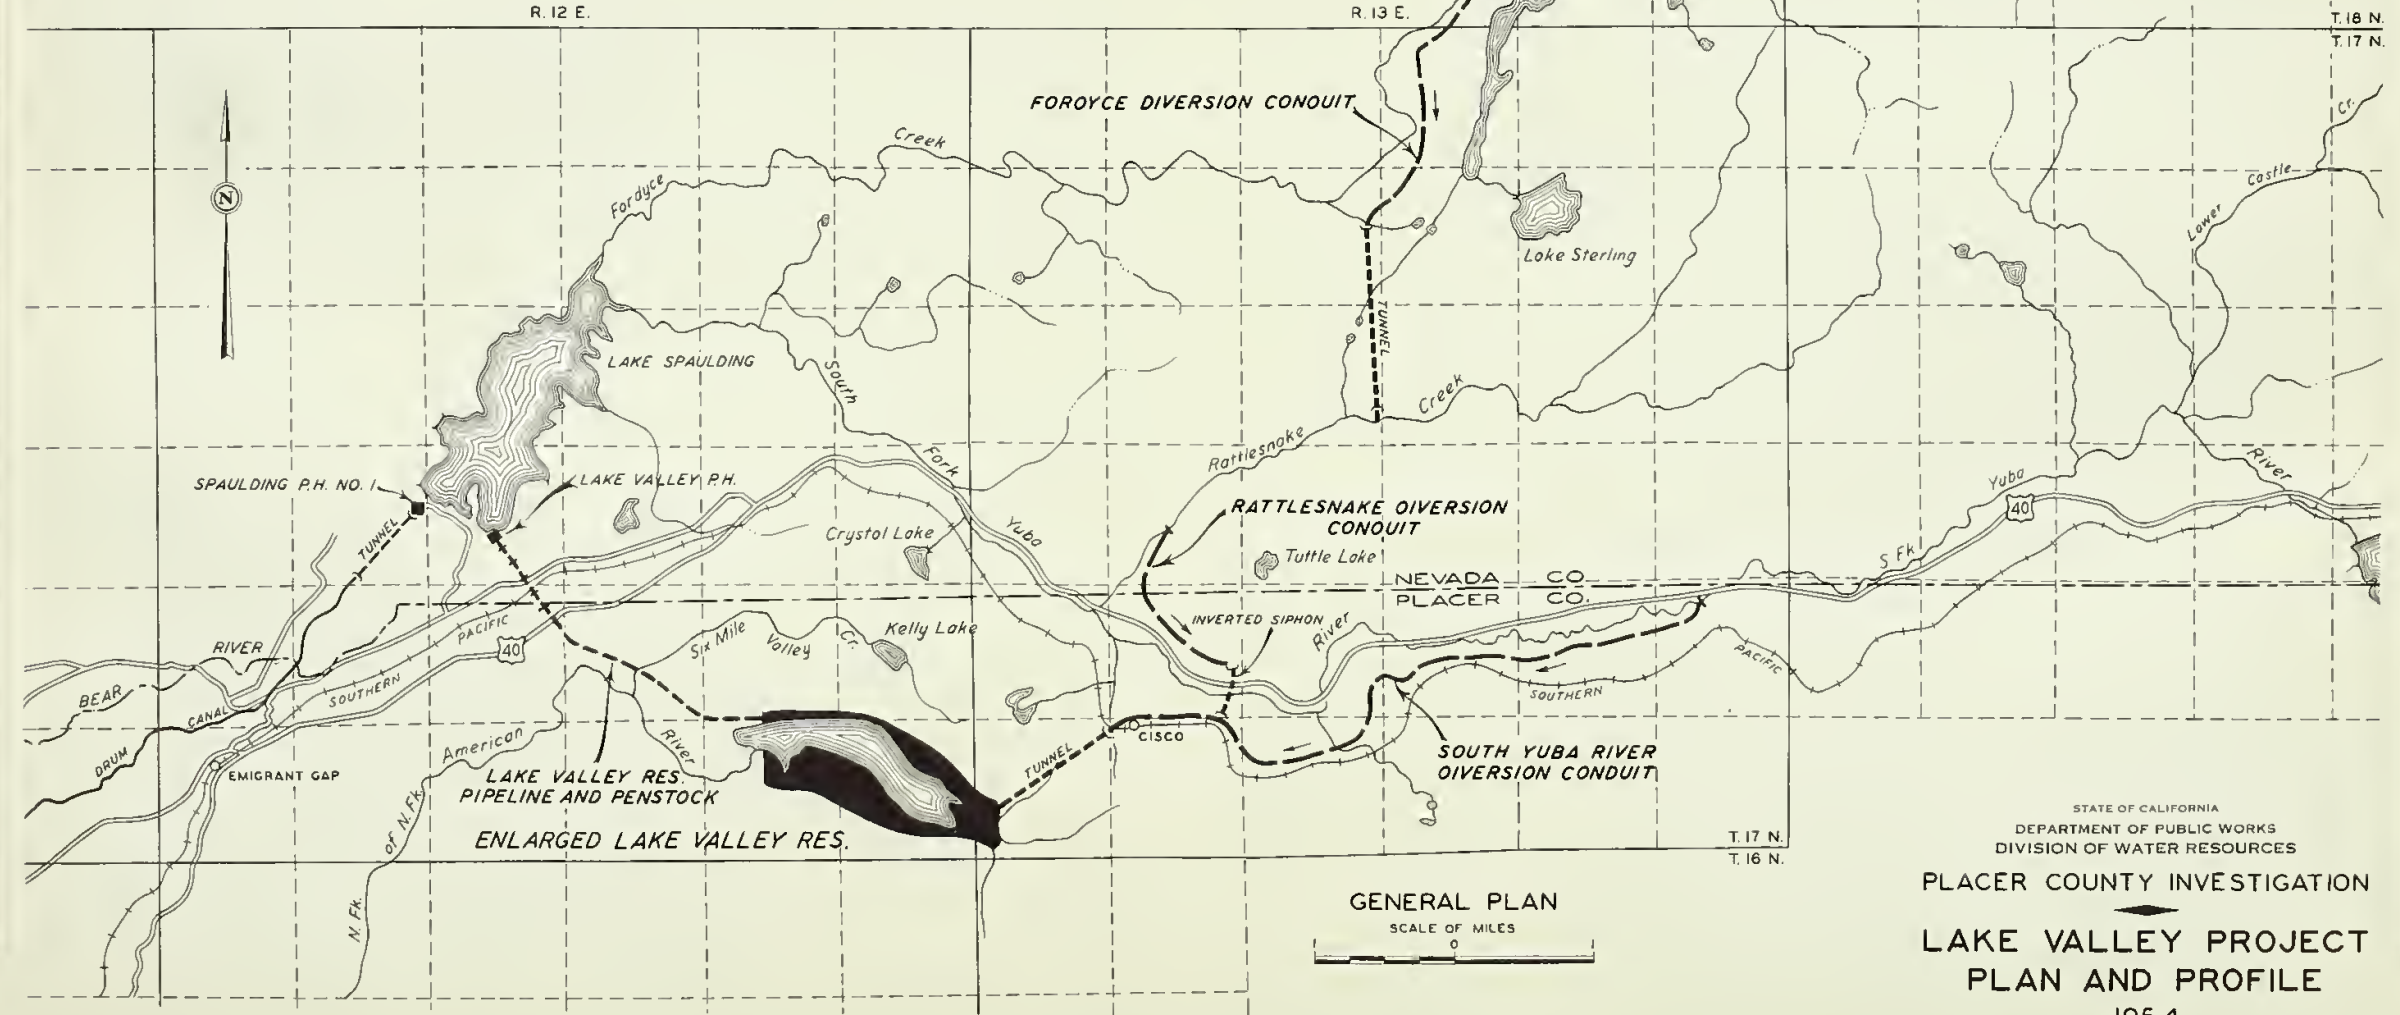 R. 12 E.
R. 13 E.
T. 18 N.
T. 17 N.
FOROYCE DIVERSION CONOUIT
Creek
Cr.
N
Fordyce
Castle
Lower
Lake Sterling
TUNNEL
LAKE SPAULDING
South
Creek
Rattlesnake
Fork
River
SPAULDING P.H. NO. 1
LAKE VALLEY P.H.
Yuba
40
RATTLESNAKE OIVERSION
CONOUIT
TUNNEL
Crystal Lake
Yuba
Tuttle Lake
S Fk
NEVADA CO.
PLACER CO.
PACIFIC
40
Six Mile
Valley
Cr.
Kelly Lake
INVERTED SIPHON
River
RIVER
PACIFIC
BEAR
SOUTHERN
SOUTHERN
CANAL
DRUM
American
River
CISCO
TUNNEL
EMIGRANT GAP
LAKE VALLEY RES.
PIPELINE AND PENSTOCK
SOUTH YUBA RIVER
OIVERSION CONDUIT
of N. Fk.
ENLARGED LAKE VALLEY RES.
T. 17 N.
T. 16 N.
N. Fk.
GENERAL PLAN
SCALE OF MILES
1 0 1
STATE OF CALIFORNIA
DEPARTMENT OF PUBLIC WORKS
DIVISION OF WATER RESOURCES
PLACER COUNTY INVESTIGATION
LAKE VALLEY PROJECT
PLAN AND PROFILE
1954